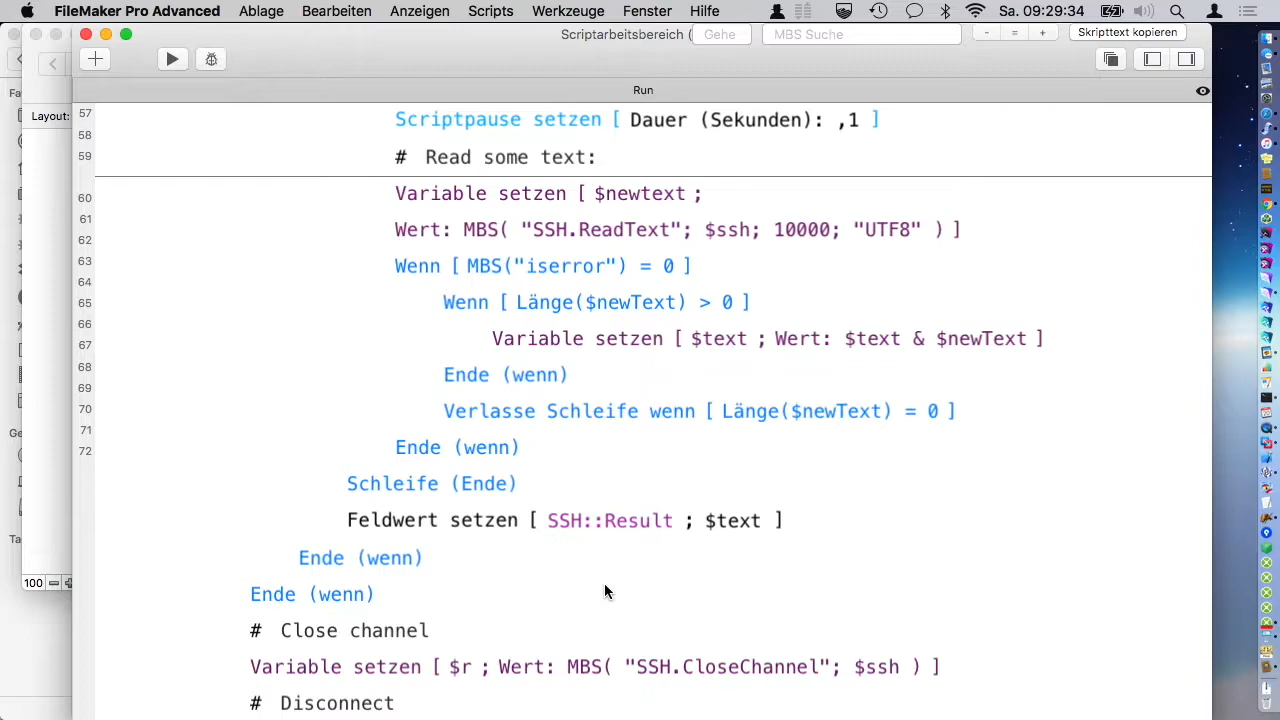 FileMaker Pro Advanced Ablage Bearbeiten Anzeigen Scripts Werkzeuge Fenster Hilfe Sa. 09:29:34
Scriptarbeitsbereich ( Gehe MBS Suche - = + Skripttext kopieren
Run
Fa
Layout:
57 Scriptpause setzen [ Dauer (Sekunden): ,1 ]
58
59 # Read some text:
60 Variable setzen [ $newtext ;
61 Wert: MBS( "SSH.ReadText"; $ssh; 10000; "UTF8" ) ]
62
63 Wenn [ MBS("iserror") = 0 ]
64
65 Wenn [ Länge($newText) > 0 ]
66
67 Variable setzen [ $text ; Wert: $text & $newText ]
68 Ende (wenn)
69
70 Verlasse Schleife wenn [ Länge($newText) = 0 ]
71
72 Ende (wenn)
Ge
Schleife (Ende)
Feldwert setzen [ SSH::Result ; $text ]
Ta
Ende (wenn)
100
Ende (wenn)
# Close channel
Variable setzen [ $r ; Wert: MBS( "SSH.CloseChannel"; $ssh ) ]
# Disconnect